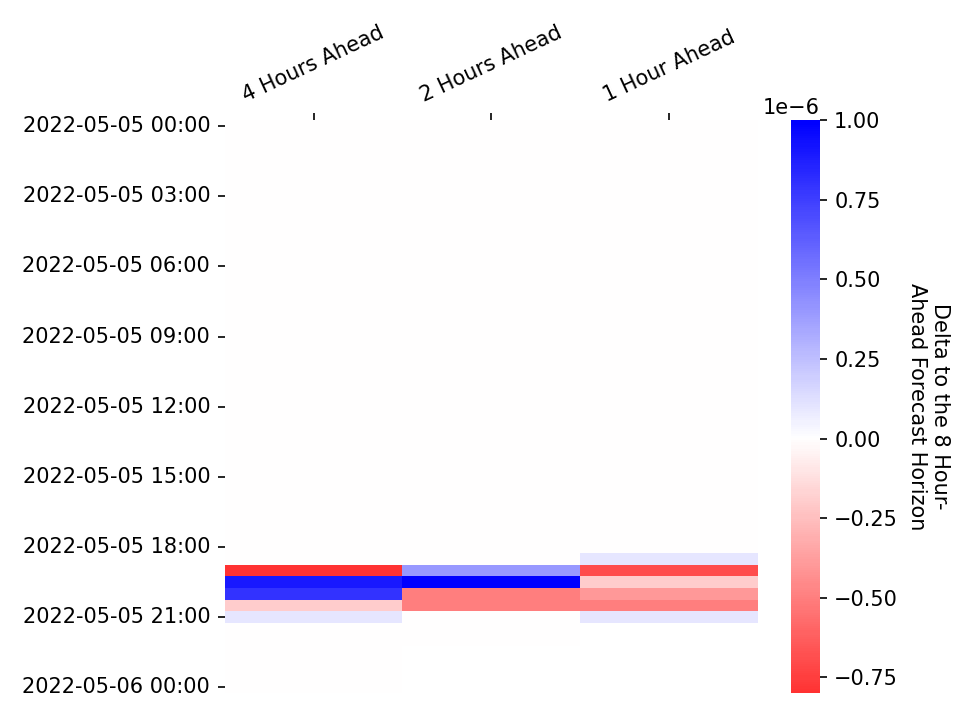 4 Hours Ahead
2 Hours Ahead
1 Hour Ahead
2022-05-05 00:00
2022-05-05 03:00
2022-05-05 06:00
2022-05-05 09:00
2022-05-05 12:00
2022-05-05 15:00
2022-05-05 18:00
2022-05-05 21:00
2022-05-06 00:00
1e−6
1.00
0.75
0.50
0.25
0.00
−0.25
−0.50
−0.75
Delta to the 8 Hour-
Ahead Forecast Horizon